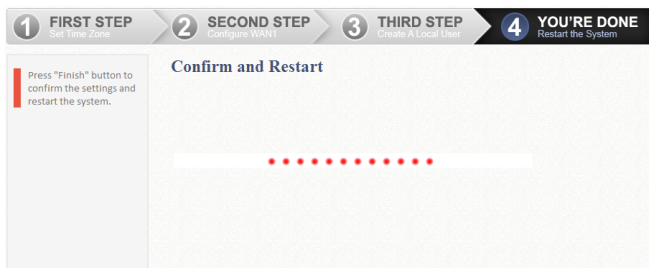 1 FIRST STEP
Set Time Zone
2 SECOND STEP
Configure WAN1
3 THIRD STEP
Create A Local User
4 YOU'RE DONE
Restart the System
Press "Finish" button to
confirm the settings and
restart the system.
Confirm and Restart